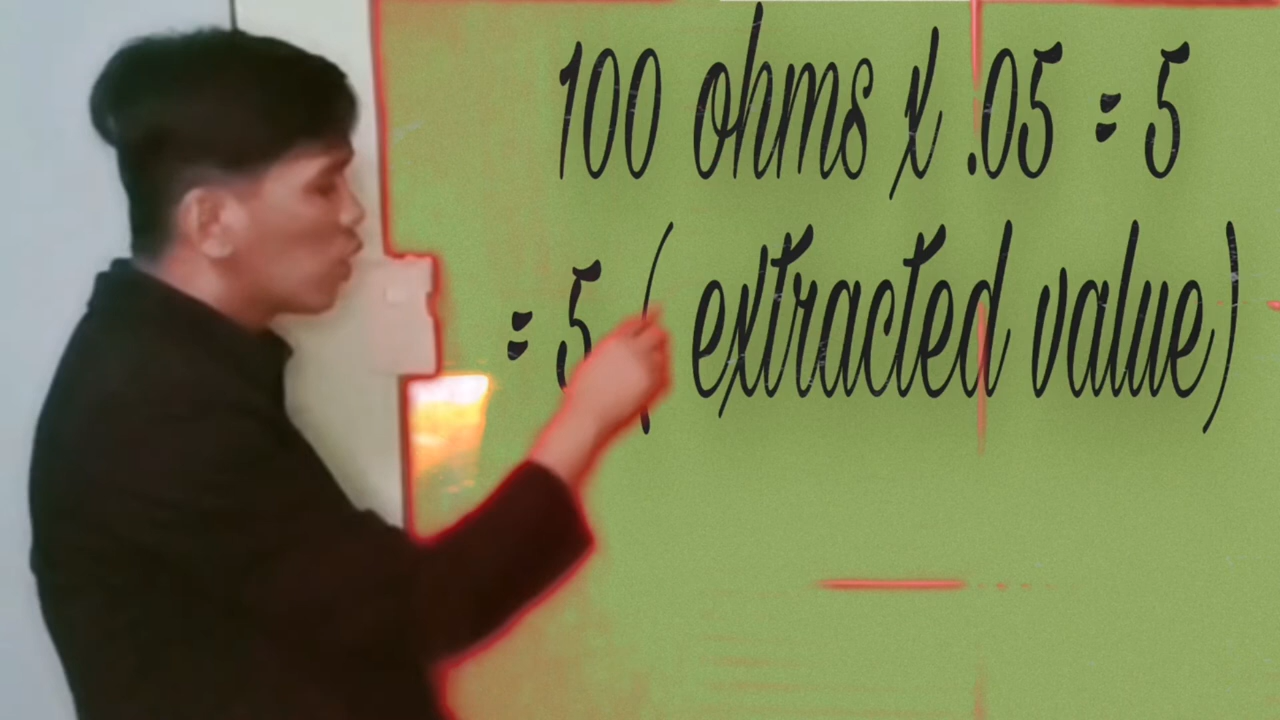 100 ohms x .05 = 5
= 5 ( extracted value)